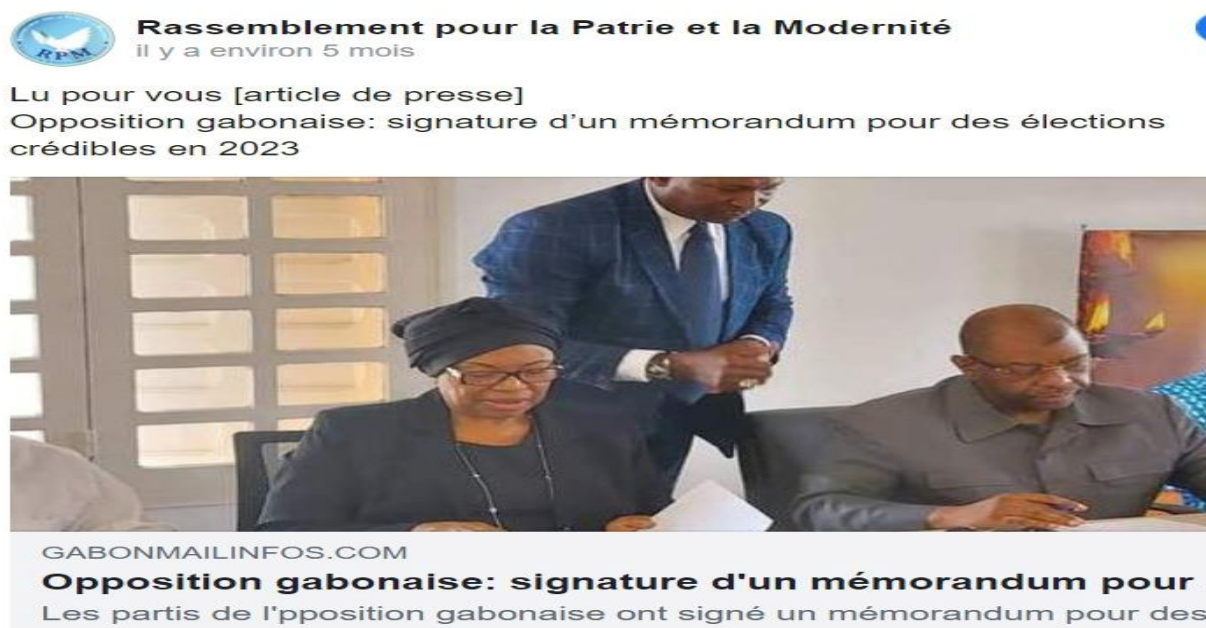 Rassemblement pour la Patrie et la Modernité
il y a environ 5 mois
RPM
Lu pour vous [article de presse]
Opposition gabonaise: signature d’un mémorandum pour des élections
crédibles en 2023
GABONMAILINFOS.COM
Opposition gabonaise: signature d'un mémorandum pour
Les partis de l'pposition gabonaise ont signé un mémorandum pour des